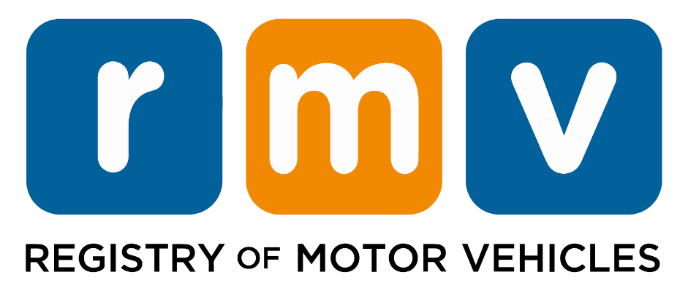 rmv
REGISTRY OF MOTOR VEHICLES